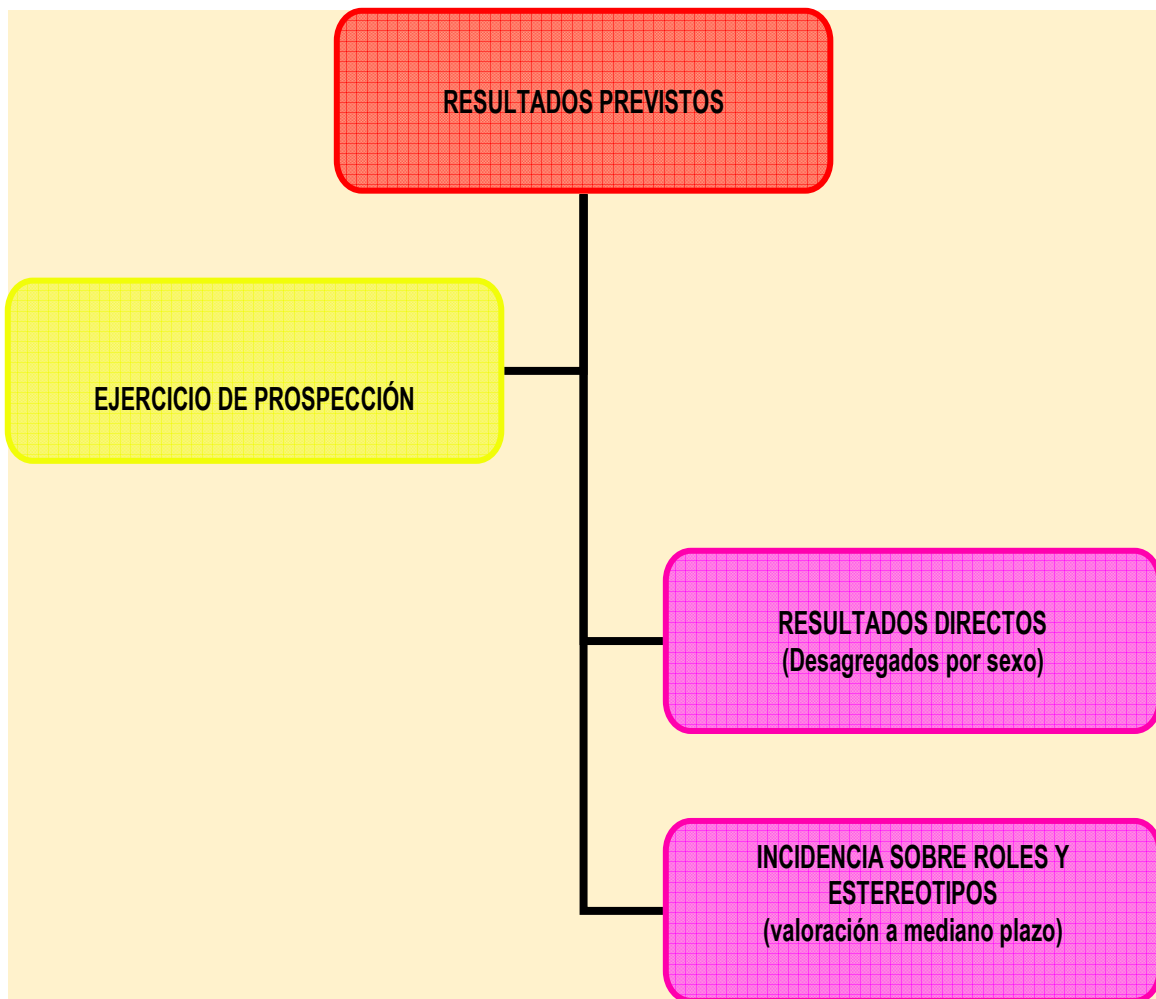 RESULTADOS PREVISTOS
EJERCICIO DE PROSPECCIÓN
RESULTADOS DIRECTOS
(Desagregados por sexo)
INCIDENCIA SOBRE ROLES Y
ESTEREOTIPOS
(valoración a mediano plazo)